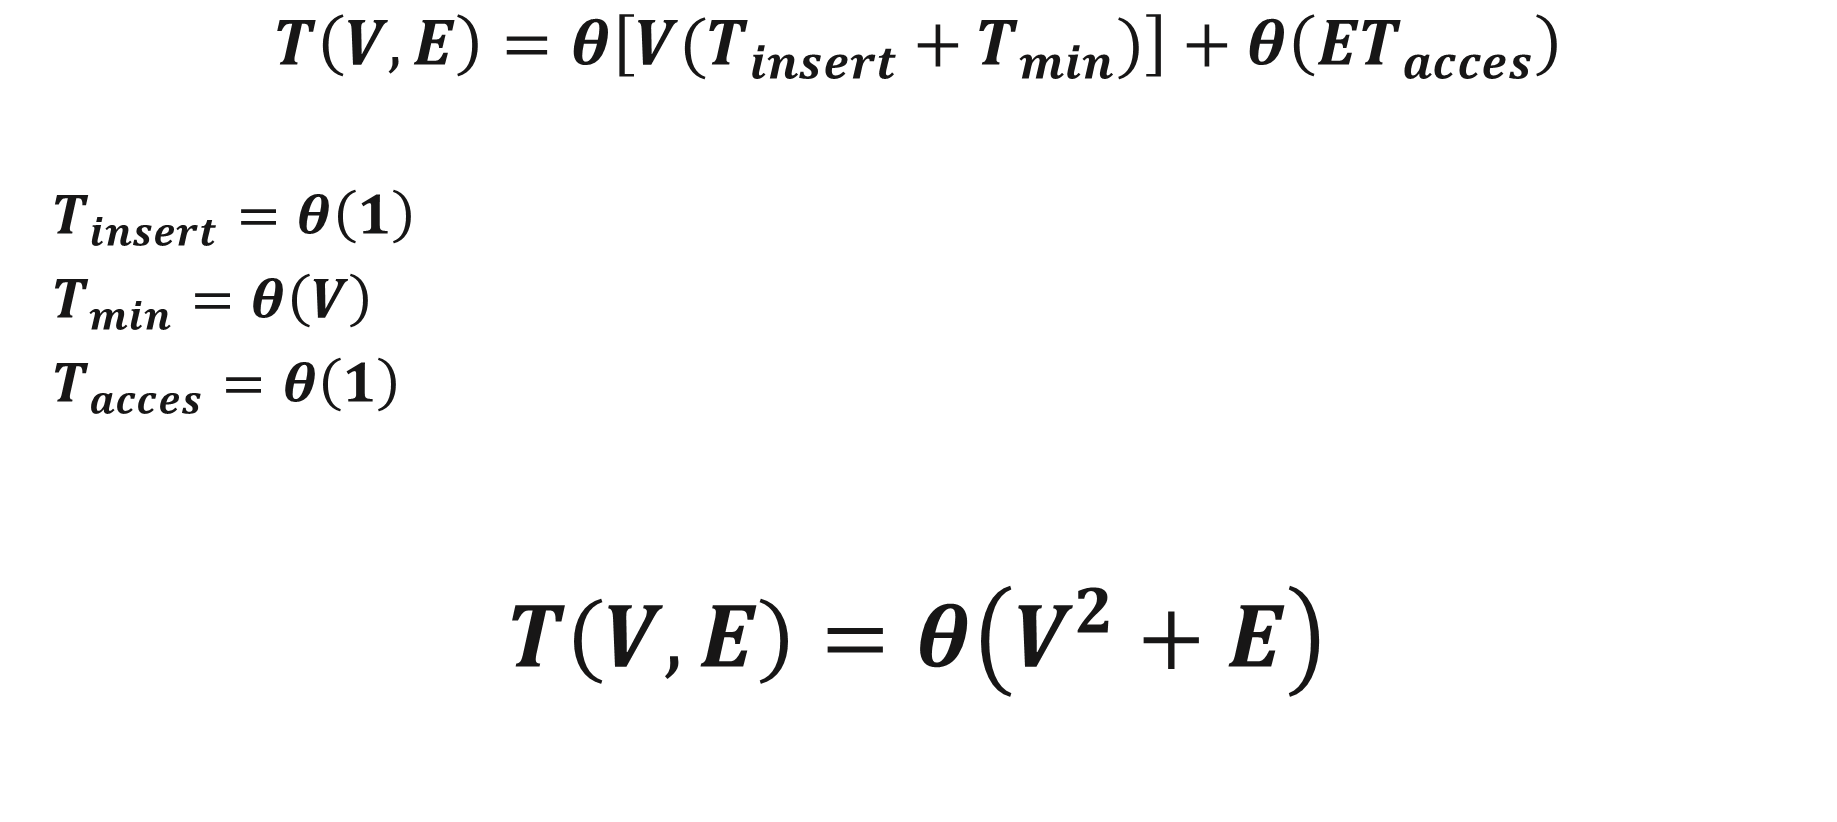 T(V, E) = θ[V(T_insert + T_min)] + θ(ET_acces)
T_insert = θ(1)
T_min = θ(V)
T_acces = θ(1)
T(V, E) = θ(V² + E)